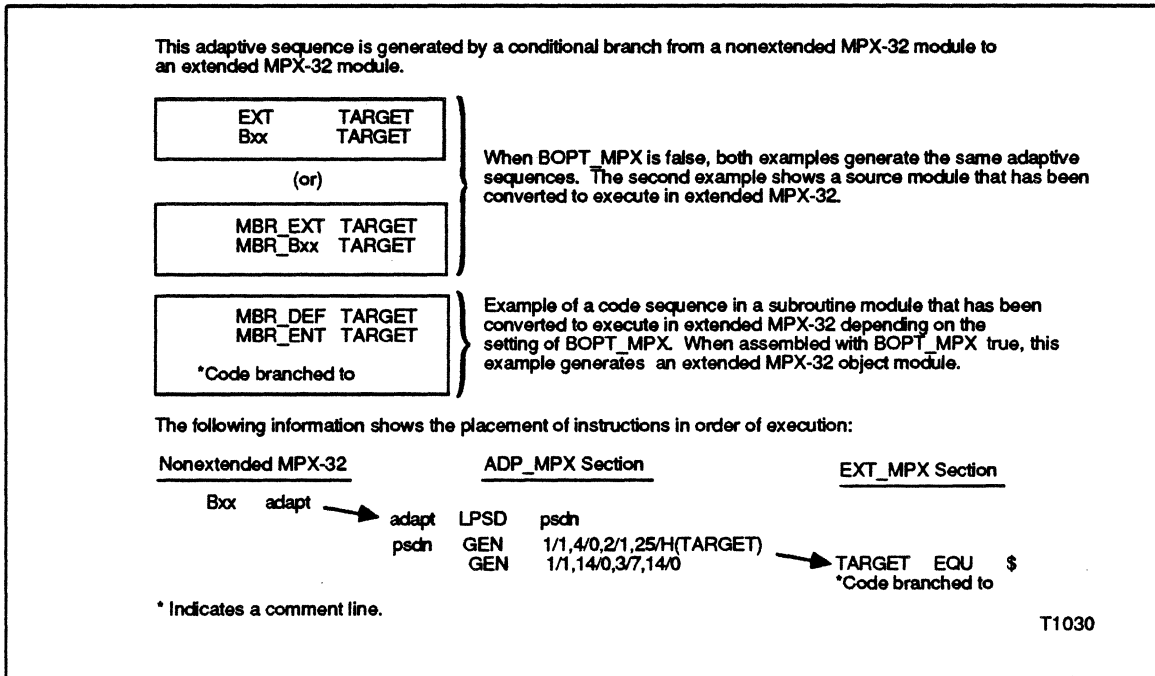 This adaptive sequence is generated by a conditional branch from a nonextended MPX-32 module to
an extended MPX-32 module.
EXT TARGET
Bxx TARGET
(or)
MBR_EXT TARGET
MBR_Bxx TARGET
When BOPT_MPX is false, both examples generate the same adaptive
sequences. The second example shows a source module that has been
converted to execute in extended MPX-32.
MBR_DEF TARGET
MBR_ENT TARGET
*Code branched to
Example of a code sequence in a subroutine module that has been
converted to execute in extended MPX-32 depending on the
setting of BOPT_MPX. When assembled with BOPT_MPX true, this
example generates an extended MPX-32 object module.
The following information shows the placement of instructions in order of execution:
Nonextended MPX-32 ADP_MPX Section EXT_MPX Section
Bxx adapt
adapt LPSD psdn
psdn GEN 1/1,4/0,2/1,25/H(TARGET)
GEN 1/1,14/0,3/7,14/0 TARGET EQU $
*Code branched to
* Indicates a comment line.
T1030